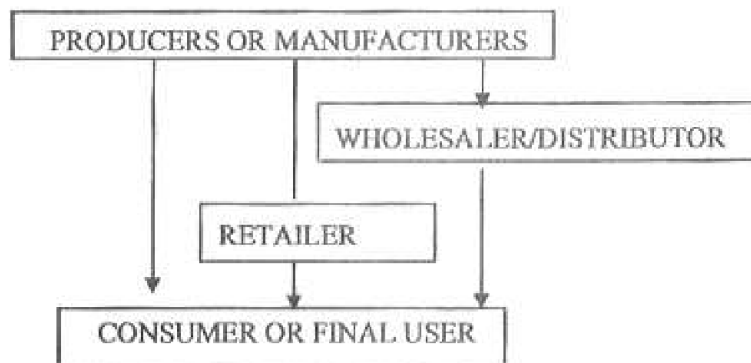 PRODUCERS OR MANUFACTURERS
WHOLESALER/DISTRIBUTOR
RETAILER
CONSUMER OR FINAL USER